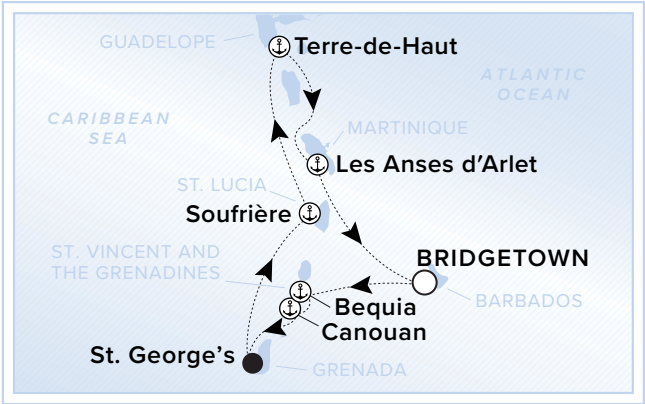 GUADELOPE
Terre-de-Haut
ATLANTIC
OCEAN
CARIBBEAN
SEA
MARTINIQUE
Les Anses d’Arlet
ST. LUCIA
Soufrière
ST. VINCENT AND
THE GRENADINES
BRIDGETOWN
BARBADOS
Bequia
Canouan
St. George’s
GRENADA